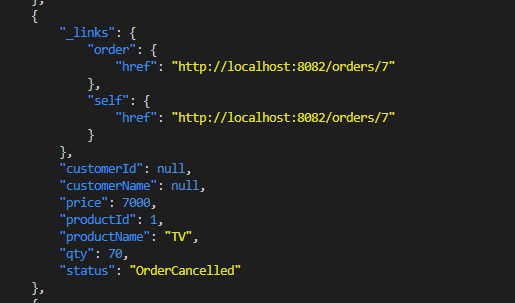 },
{
"_links": {
"order": {
"href": "http://localhost:8082/orders/7"
},
"self": {
"href": "http://localhost:8082/orders/7"
}
},
"customerId": null,
"customerName": null,
"price": 7000,
"productId": 1,
"productName": "TV",
"qty": 70,
"status": "OrderCancelled"
},
{